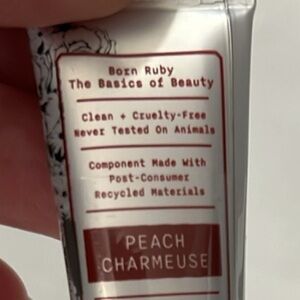 Born Ruby
The Basics of Beauty
Clean + Cruelty-Free
Never Tested On Animals
Component Made With
Post-Consumer
Recycled Materials
PEACH
CHARMEUSE